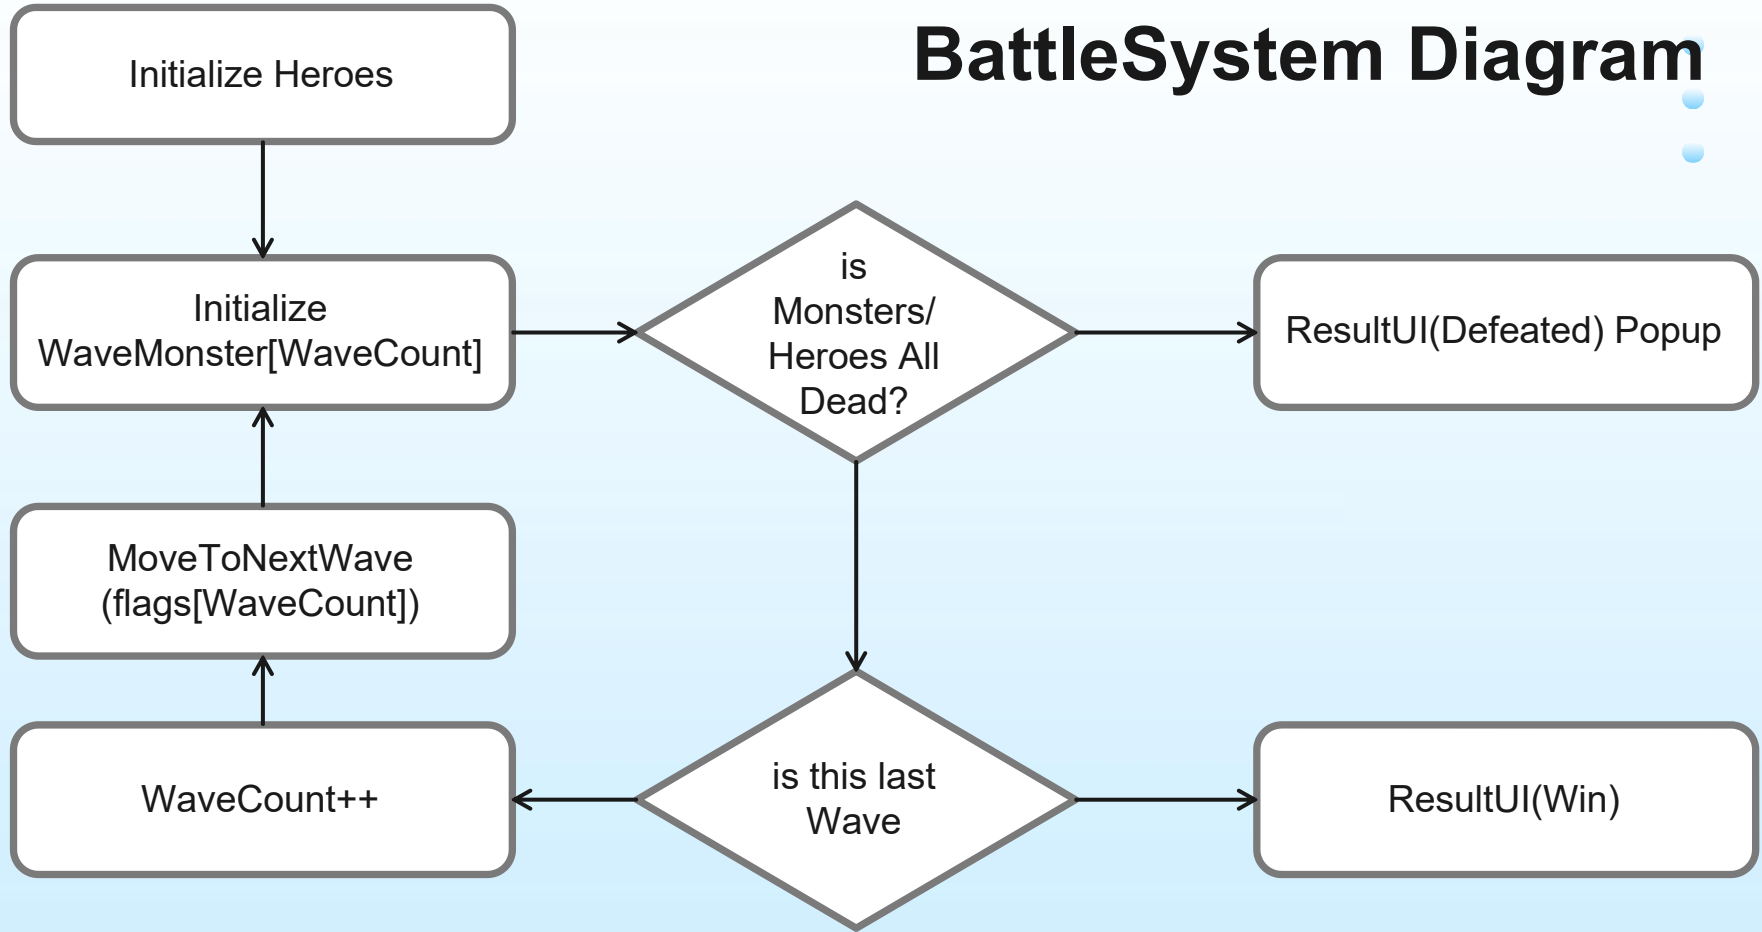 BattleSystem Diagram
Initialize Heroes
Initialize
WaveMonster[WaveCount]
is
Monsters/
Heroes All
Dead?
ResultUI(Defeated) Popup
MoveToNextWave
(flags[WaveCount])
WaveCount++
is this last
Wave
ResultUI(Win)